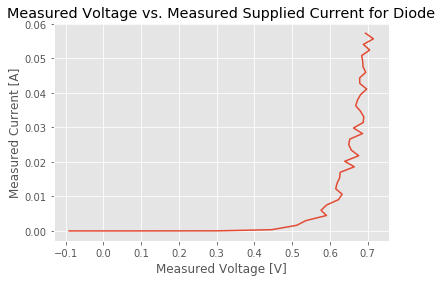 Measured Voltage vs. Measured Supplied Current for Diode
0.06
0.05
0.04
0.03
0.02
0.01
0.00
Measured Current [A]
−0.1 0.0 0.1 0.2 0.3 0.4 0.5 0.6 0.7
Measured Voltage [V]